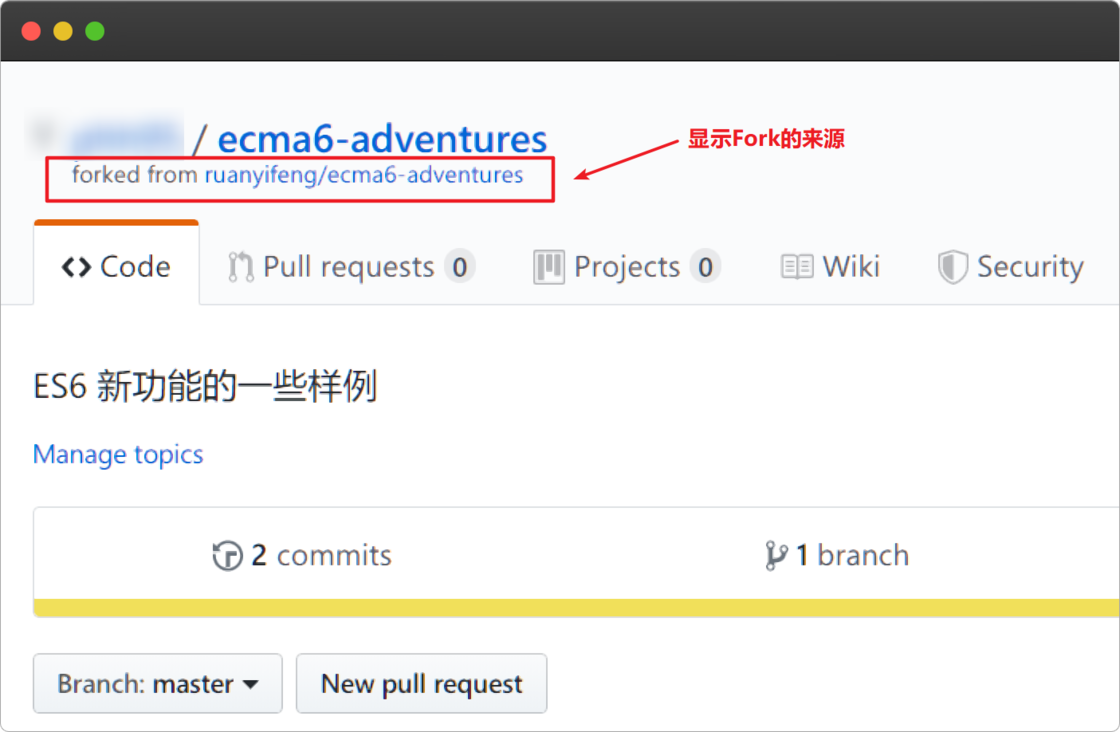 / ecma6-adventures
显示Fork的来源
forked from ruanyifeng/ecma6-adventures
Code Pull requests 0 Projects 0 Wiki Security
ES6 新功能的一些样例
Manage topics
2 commits 1 branch
Branch: master New pull request